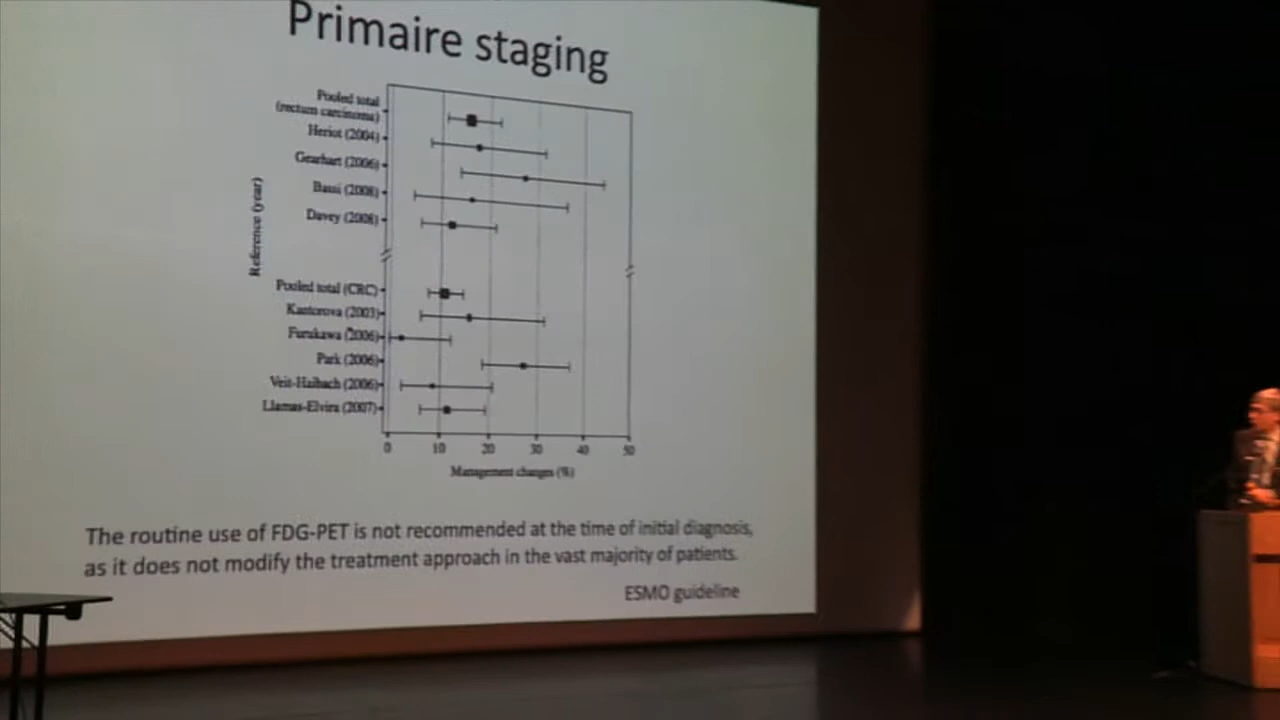 Primaire staging
Pooled total
(rectum carcinoma)
Heriot (2004)
Gearhart (2006)
Bassi (2008)
Davey (2008)
Reference (year)
Pooled total (CRC)
Kantorova (2003)
Furukawa (2006)
Park (2006)
Veit-Haibach (2006)
Llamas-Elvira (2007)
0 10 20 30 40 50
Management changes (%)
The routine use of FDG-PET is not recommended at the time of initial diagnosis,
as it does not modify the treatment approach in the vast majority of patients.
ESMO guideline